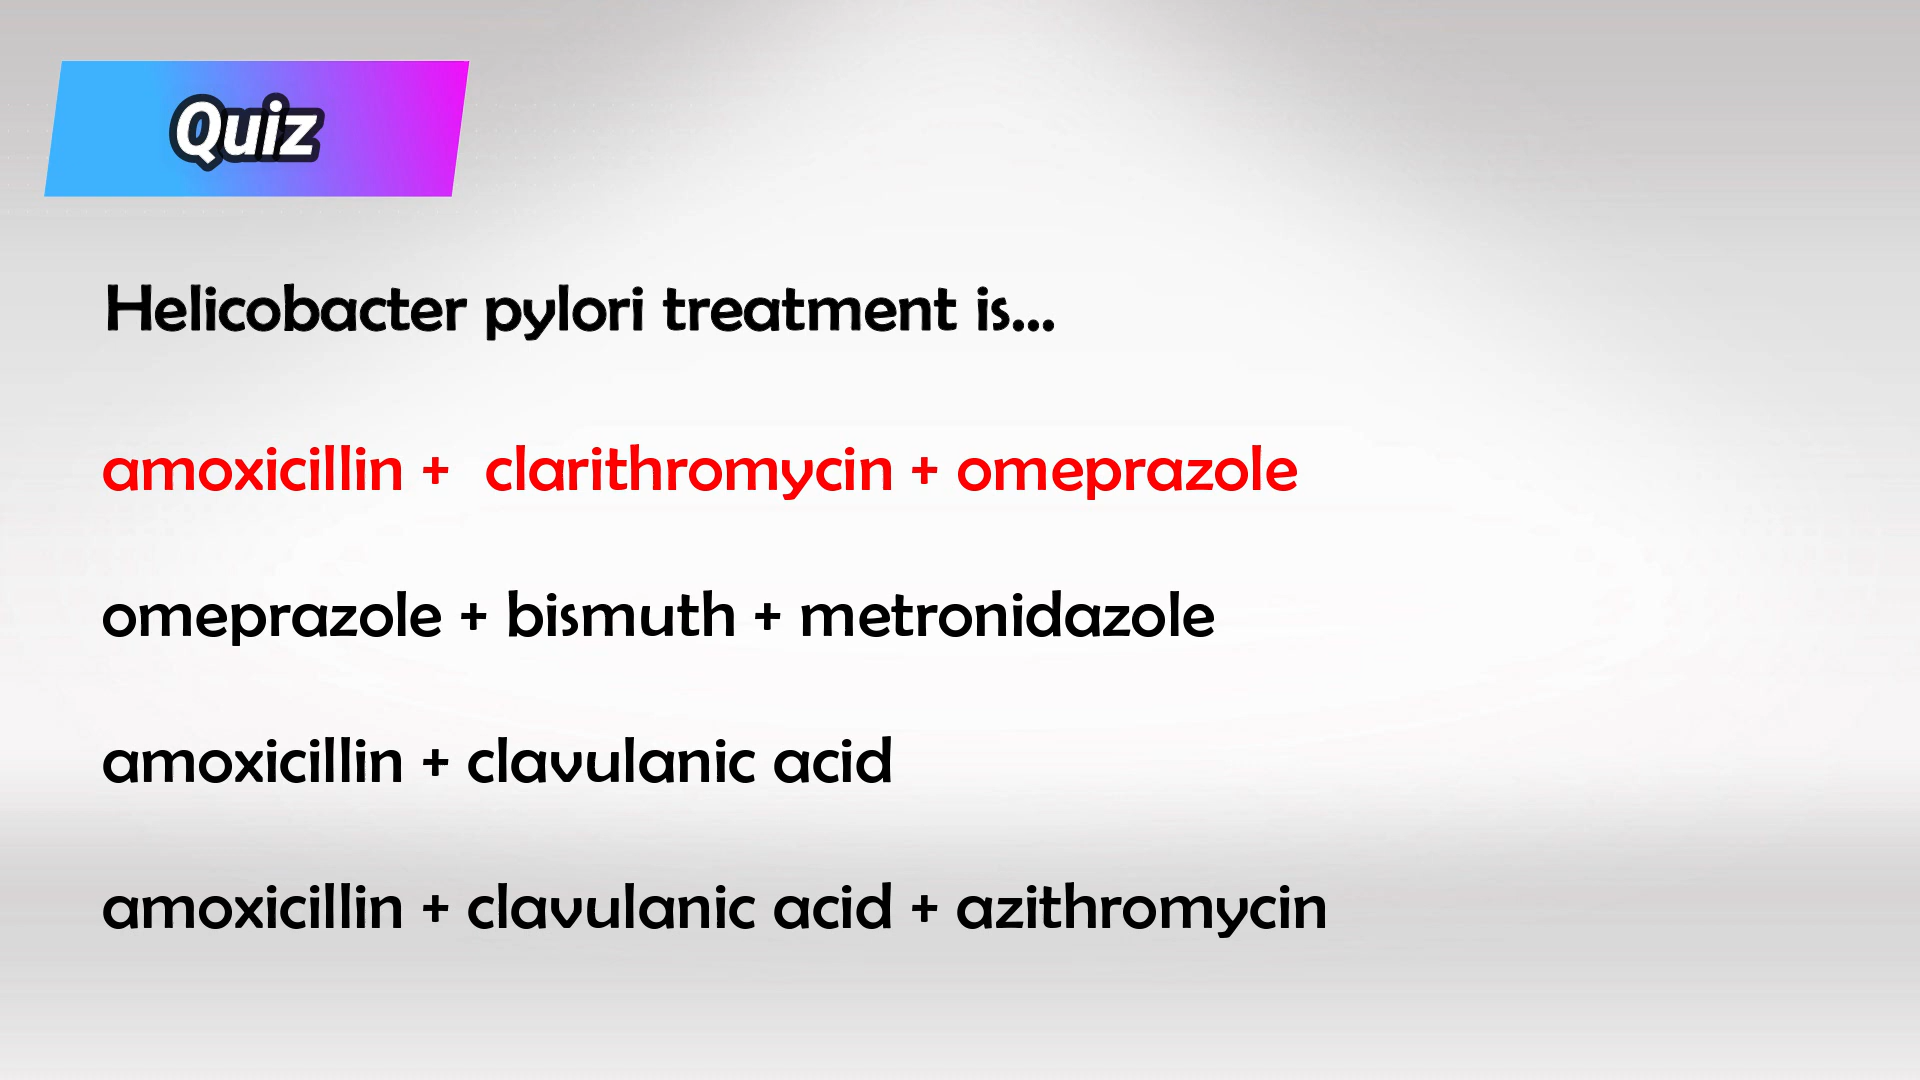 Quiz
Helicobacter pylori treatment is...
amoxicillin +  clarithromycin + omeprazole
omeprazole + bismuth + metronidazole
amoxicillin + clavulanic acid
amoxicillin + clavulanic acid + azithromycin